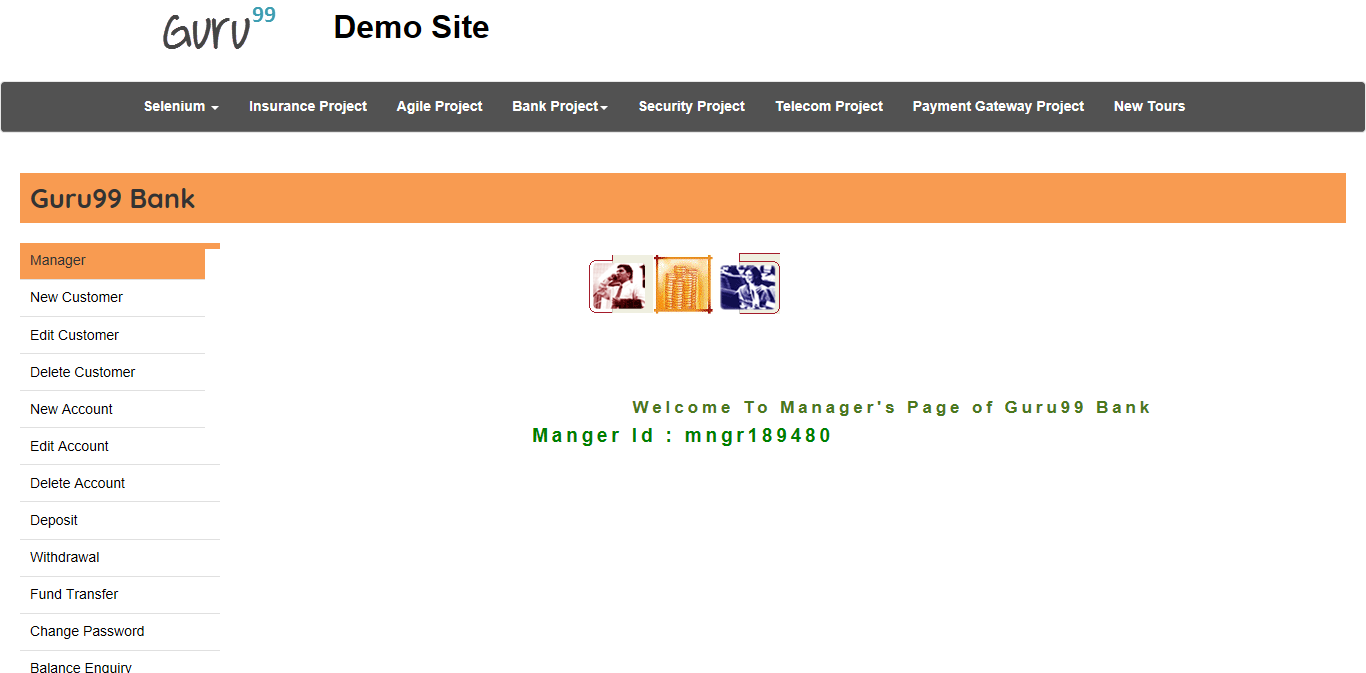 Guru99 Demo Site
Selenium Insurance Project Agile Project Bank Project Security Project Telecom Project Payment Gateway Project New Tours
Guru99 Bank
Manager
New Customer
Edit Customer
Delete Customer
New Account
Edit Account
Delete Account
Deposit
Withdrawal
Fund Transfer
Change Password
Balance Enquiry
Welcome To Manager's Page of Guru99 Bank
Manger Id : mngr189480